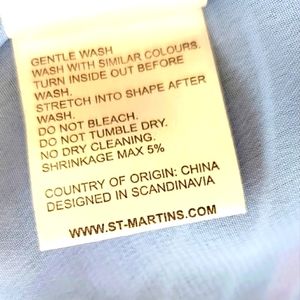 GENTLE WASH
WASH WITH SIMILAR COLOURS.
TURN INSIDE OUT BEFORE
WASH.
STRETCH INTO SHAPE AFTER
WASH.
DO NOT BLEACH.
DO NOT TUMBLE DRY.
NO DRY CLEANING.
SHRINKAGE MAX 5%
COUNTRY OF ORIGIN: CHINA
DESIGNED IN SCANDINAVIA
WWW.ST-MARTINS.COM